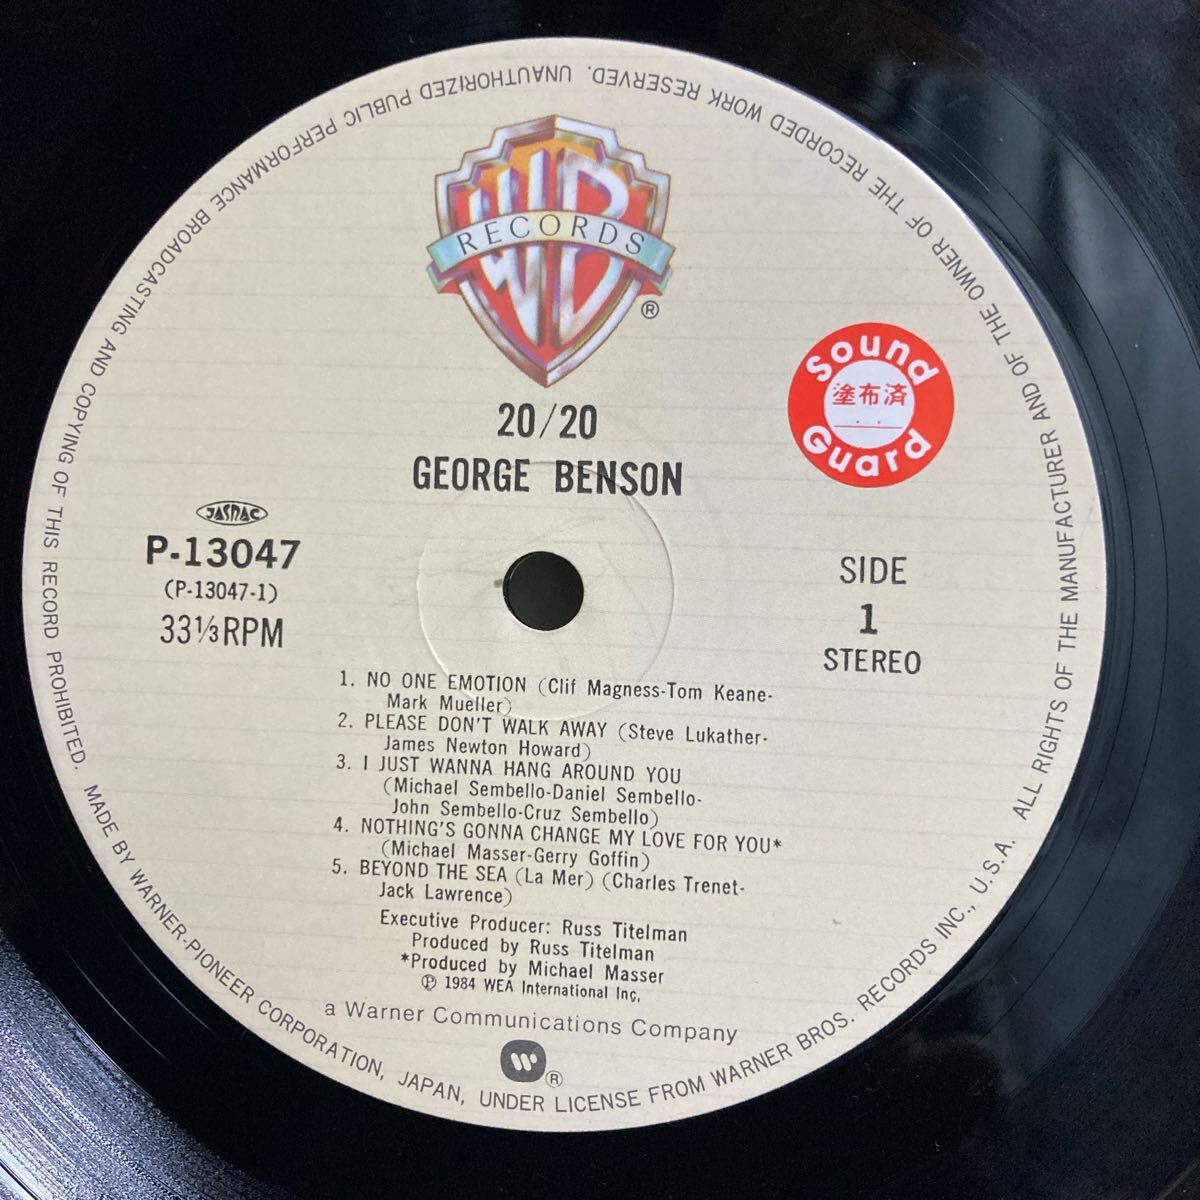 WB
RECORDS
®
20/20
GEORGE BENSON
Sound
塗布済
Guard
JASRAC
P-13047
(P-13047-1)
33⅓RPM
SIDE
1
STEREO
1. NO ONE EMOTION (Clif Magness-Tom Keane-
Mark Mueller)
2. PLEASE DON'T WALK AWAY (Steve Lukather-
James Newton Howard)
3. I JUST WANNA HANG AROUND YOU
(Michael Sembello-Daniel Sembello-
John Sembello-Cruz Sembello)
4. NOTHING'S GONNA CHANGE MY LOVE FOR YOU*
(Michael Masser-Gerry Goffin)
5. BEYOND THE SEA (La Mer) (Charles Trenet-
Jack Lawrence)
Executive Producer: Russ Titelman
Produced by Russ Titelman
*Produced by Michael Masser
Ⓟ 1984 WEA International Inc.
a Warner Communications Company
®
MADE BY WARNER-PIONEER CORPORATION, JAPAN, UNDER LICENSE FROM WARNER BROS. RECORDS INC., U.S.A. ALL RIGHTS OF THE MANUFACTURER AND OF THE OWNER OF THE RECORDED WORK RESERVED. UNAUTHORIZED PUBLIC PERFORMANCE BROADCASTING AND COPYING OF THIS RECORD PROHIBITED.